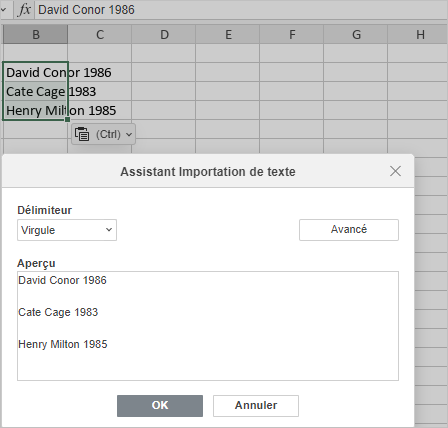 fx David Conor 1986
B C D E F G H
David Conor 1986
Cate Cage 1983
Henry Milton 1985
(Ctrl)
Assistant Importation de texte
Délimiteur
Virgule
Avancé
Aperçu
David Conor 1986
Cate Cage 1983
Henry Milton 1985
OK Annuler